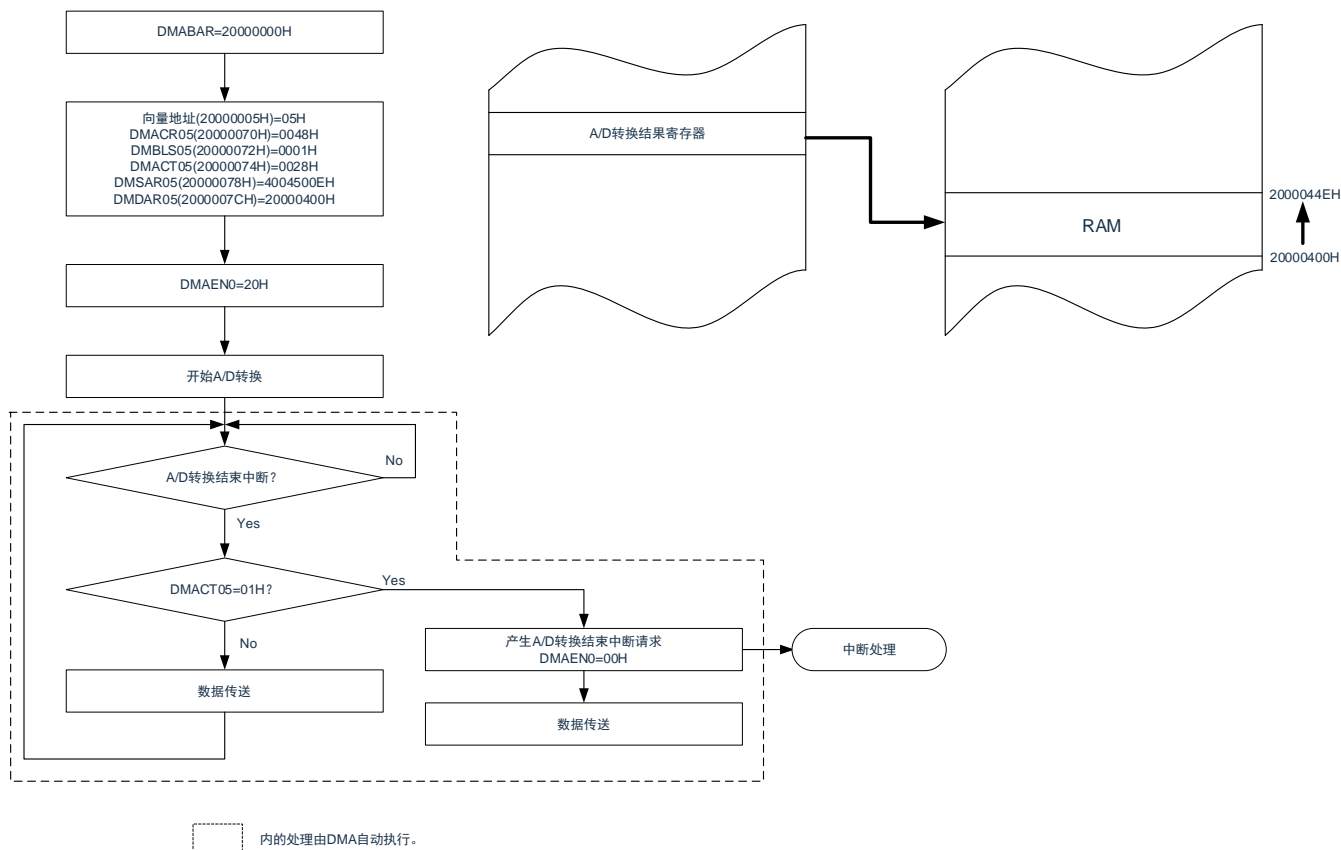 DMABAR=20000000H
向量地址(20000005H)=05H
DMACR05(20000070H)=0048H
DMBLS05(20000072H)=0001H
DMACT05(20000074H)=0028H
DMSAR05(20000078H)=4004500EH
DMDAR05(2000007CH)=20000400H
DMAEN0=20H
开始A/D转换
A/D转换结束中断?
No
Yes
DMACT05=01H?
Yes
No
数据传送
产生A/D转换结束中断请求
DMAEN0=00H
数据传送
中断处理
A/D转换结果寄存器
RAM
2000044EH
20000400H
内的处理由DMA自动执行。